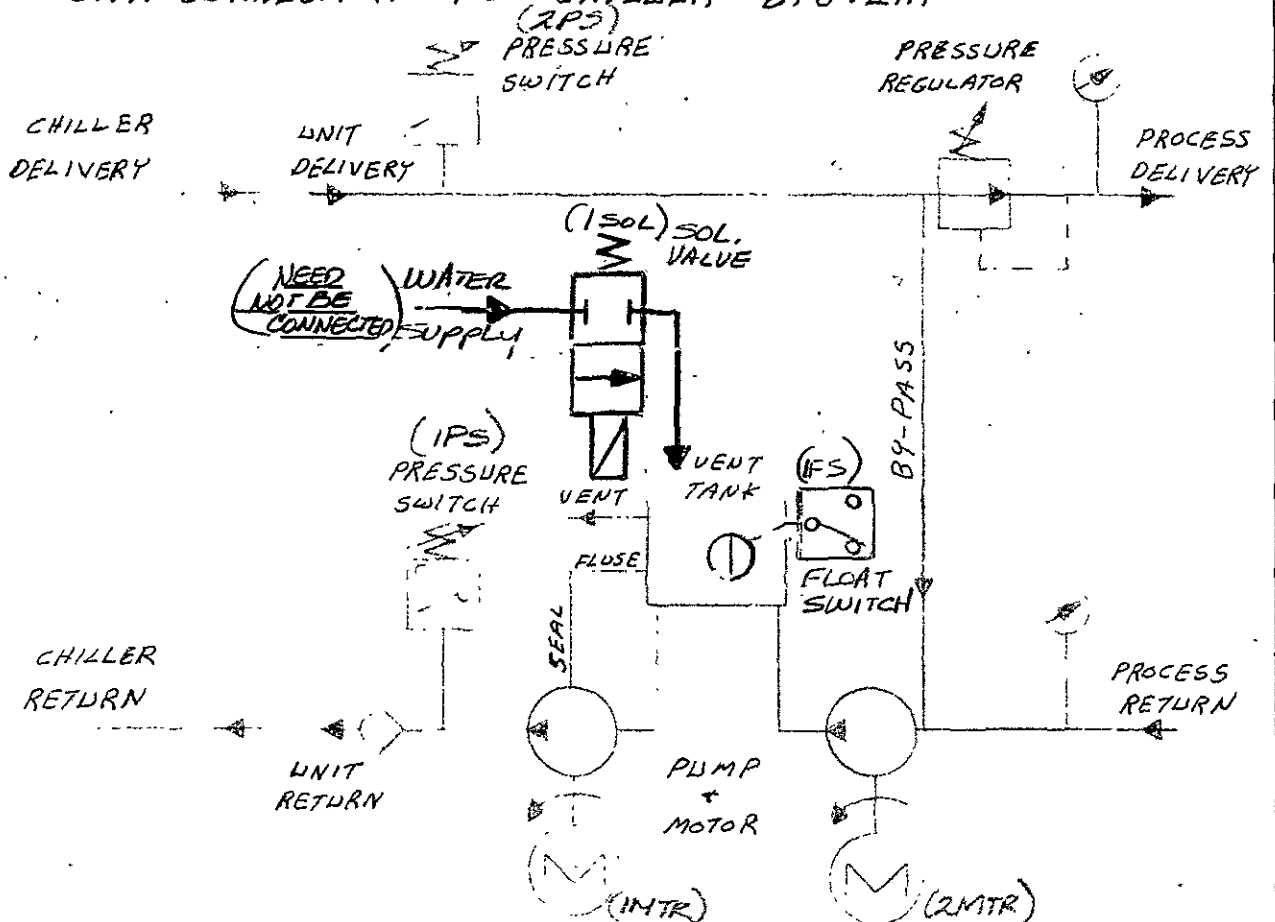 (2PS)
PRESSURE
SWITCH
PRESSURE
REGULATOR
CHILLER
DELIVERY
UNIT
DELIVERY
PROCESS
DELIVERY
(1SOL) SOL.
VALUE
(NEED
NOT BE
CONNECTED)
WATER
SUPPLY
BY-PASS
(1PS)
PRESSURE
SWITCH
VENT
VENT
TANK
(1FS)
FLUSE
FLOAT
SWITCH
SEAL
CHILLER
RETURN
UNIT
RETURN
PUMP
+
MOTOR
PROCESS
RETURN
(1MTR)
(2MTR)